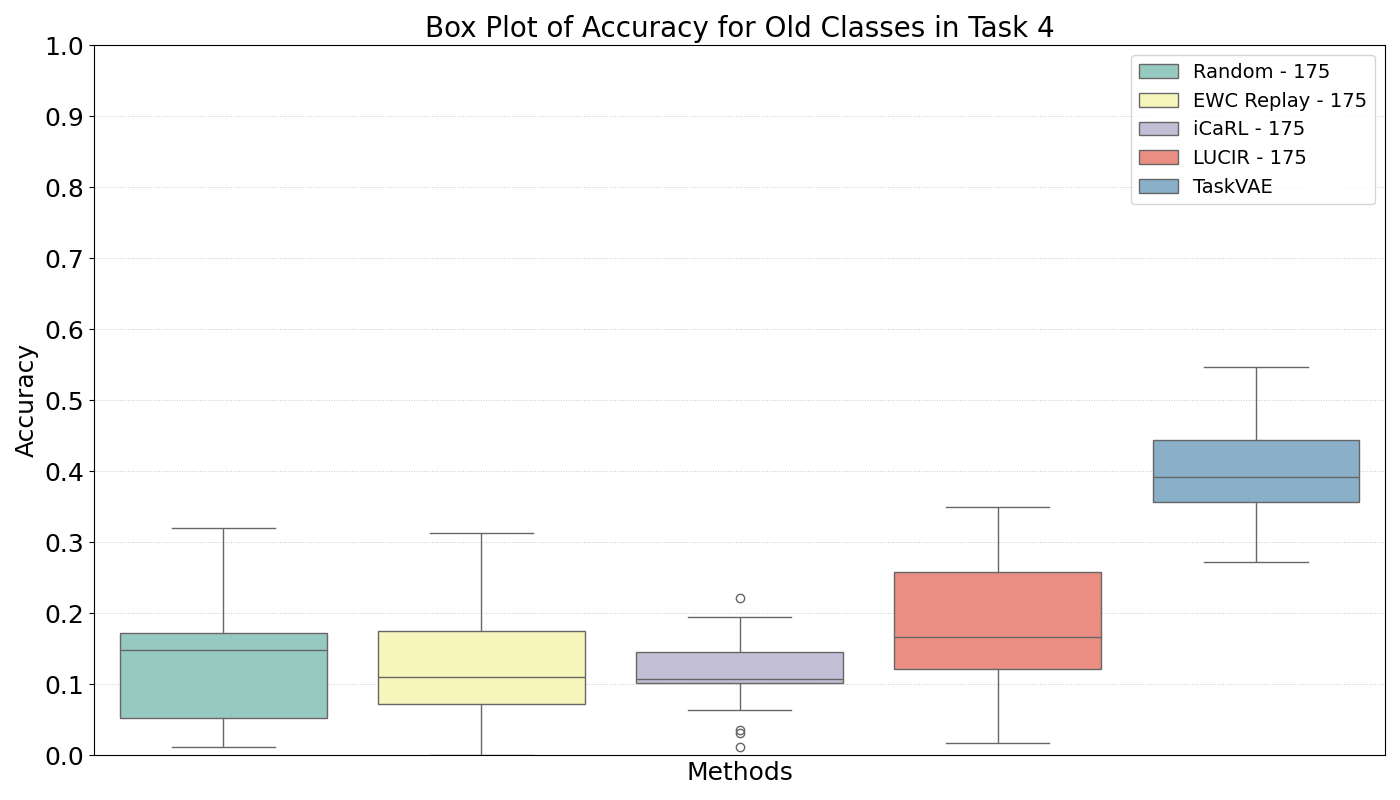 Box Plot of Accuracy for Old Classes in Task 4
1.0
0.9
0.8
0.7
0.6
0.5
0.4
0.3
0.2
0.1
0.0
Accuracy
Methods
Random - 175
EWC Replay - 175
iCaRL - 175
LUCIR - 175
TaskVAE